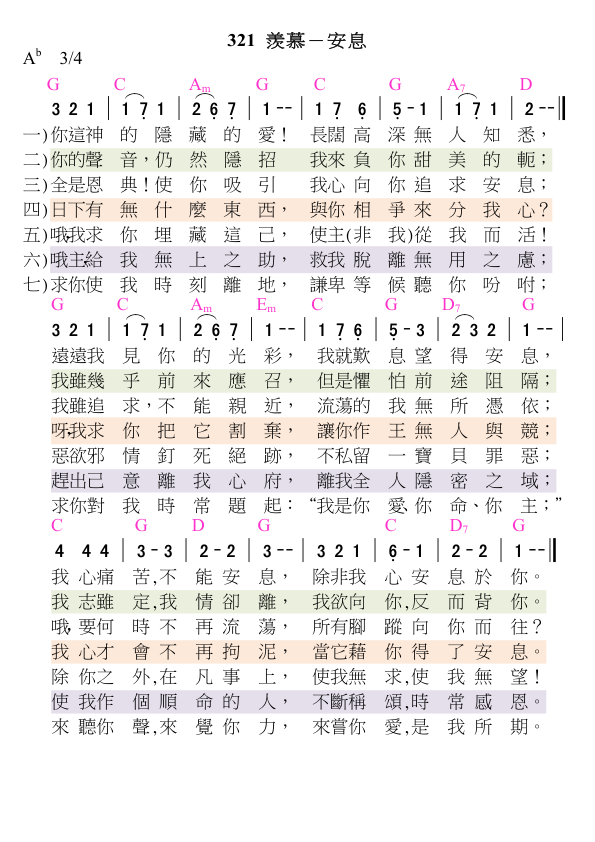 321 羨慕－安息
Ab 3/4
G C Am G C G A7 D
3 2 1 | 1 7 1 | 2 6 7 | 1 -- | 1 7 6 | 5 - 1 | 1 7 1 | 2 --
一)你這神 的 隱 藏 的 愛！ 長闊 高 深 無 人 知 悉，
二)你的聲 音，仍 然 隱 招 我來 負 你 甜 美 的 軛；
三)全是恩 典！使 你 吸 引 我心 向 你 追 求 安 息；
四)日下有 無 什 麼 東 西， 與你 相 爭 來 分 我 心？
五)哦，我求 你 埋 藏 這 己， 使主(非 我)從 我 而 活！
六)哦，主，給 我 無 上 之 助， 救我 脫 離 無 用 之 慮；
七)求你使 我 時 刻 離 地， 謙卑 等 候 聽 你 吩 咐；
G C Am Em C G D7 G
3 2 1 | 1 7 1 | 2 6 7 | 1 -- | 1 7 6 | 5 - 3 | 2 3 2 | 1 -- |
遠遠我 見 你 的 光 彩， 我就 歎 息 望 得 安 息，
我雖幾 乎 前 來 應 召， 但是 懼 怕 前 途 阻 隔；
我雖追 求，不 能 親 近， 流蕩 的 我 無 所 憑 依；
呀，我求 你 把 它 割 棄， 讓你 作 王 無 人 與 競；
惡欲邪 情 釘 死 絕 跡， 不私 留 一 寶 貝 罪 惡；
趕出己 意 離 我 心 府， 離我 全 人 隱 密 之 域；
求你對 我 時 常 題 起： “我是 你 愛、你 命、你 主；”
C G D G C D7 G
4 4 4 | 3 - 3 | 2 - 2 | 3 -- | 3 2 1 | 6 - 1 | 2 - 2 | 1 --
我 心痛 苦，不 能 安 息， 除非我 心 安 息 於 你。
我 志雖 定，我 情 卻 離， 我欲向 你，反 而 背 你。
哦，要何 時 不 再 流 蕩， 所有腳 蹤 向 你 而 往？
我 心才 會 不 再 拘 泥， 當它藉 你 得 了 安 息。
除 你之 外，在 凡 事 上， 使我無 求，使 我 無 望！
使 我作 個 順 命 的 人， 不斷稱 頌，時 常 感 恩。
來 聽你 聲，來 覺 你 力， 來嘗你 愛，是 我 所 期。